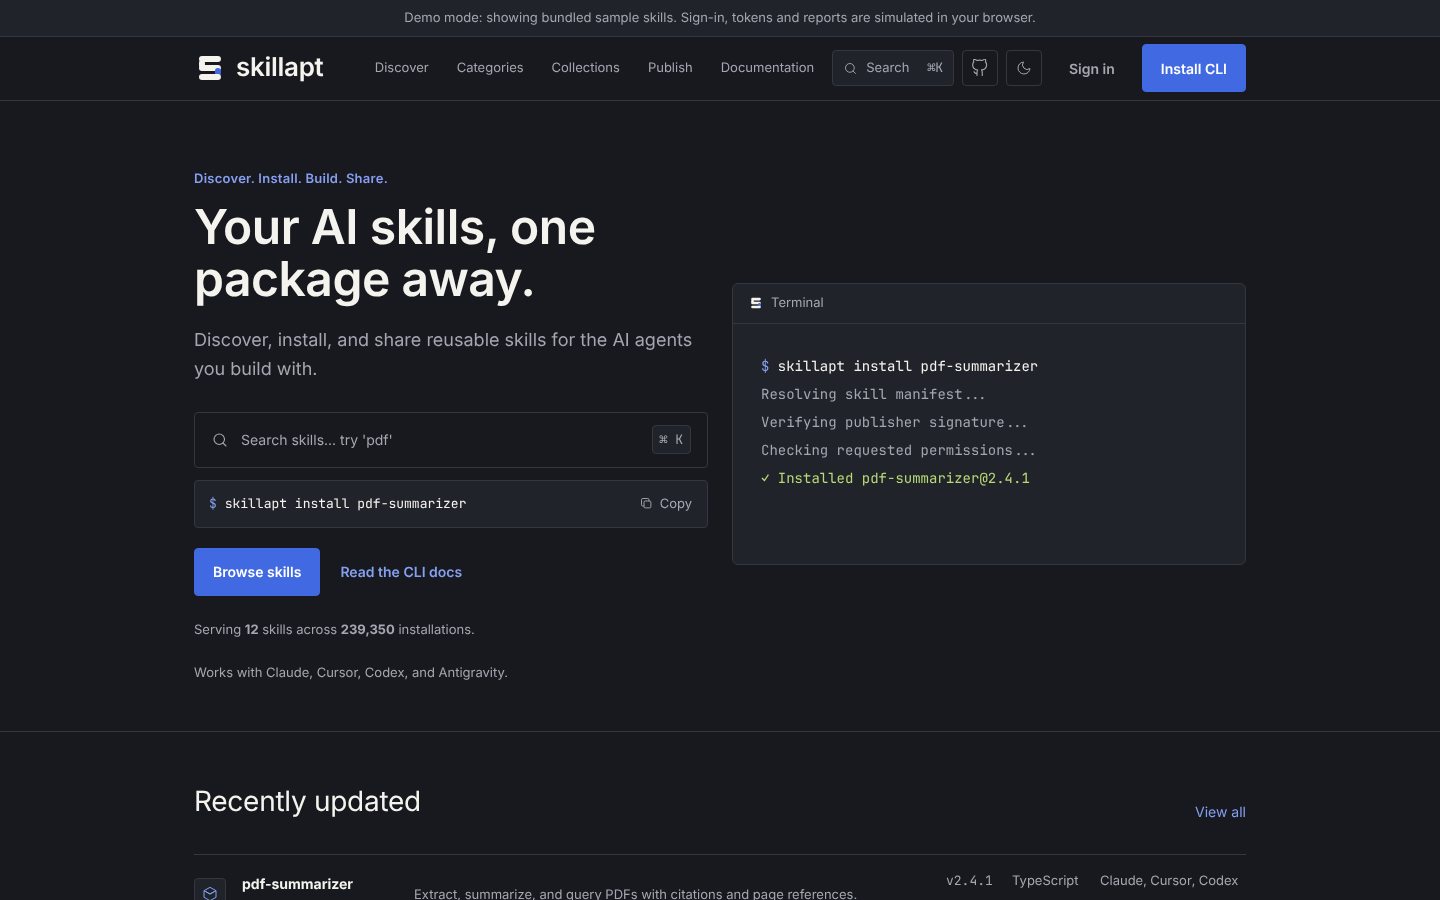 Demo mode: showing bundled sample skills. Sign-in, tokens and reports are simulated in your browser.
skillapt
Discover Categories Collections Publish Documentation
Search ⌘K
Sign in
Install CLI
Discover. Install. Build. Share.
Your AI skills, one
package away.
Discover, install, and share reusable skills for the AI agents
you build with.
Search skills... try 'pdf' ⌘ K
$ skillapt install pdf-summarizer Copy
Browse skills Read the CLI docs
Serving 12 skills across 239,350 installations.
Works with Claude, Cursor, Codex, and Antigravity.
Terminal
$ skillapt install pdf-summarizer
Resolving skill manifest...
Verifying publisher signature...
Checking requested permissions...
✓ Installed pdf-summarizer@2.4.1
Recently updated
View all
pdf-summarizer
Extract, summarize, and query PDFs with citations and page references.
v2.4.1 TypeScript Claude, Cursor, Codex